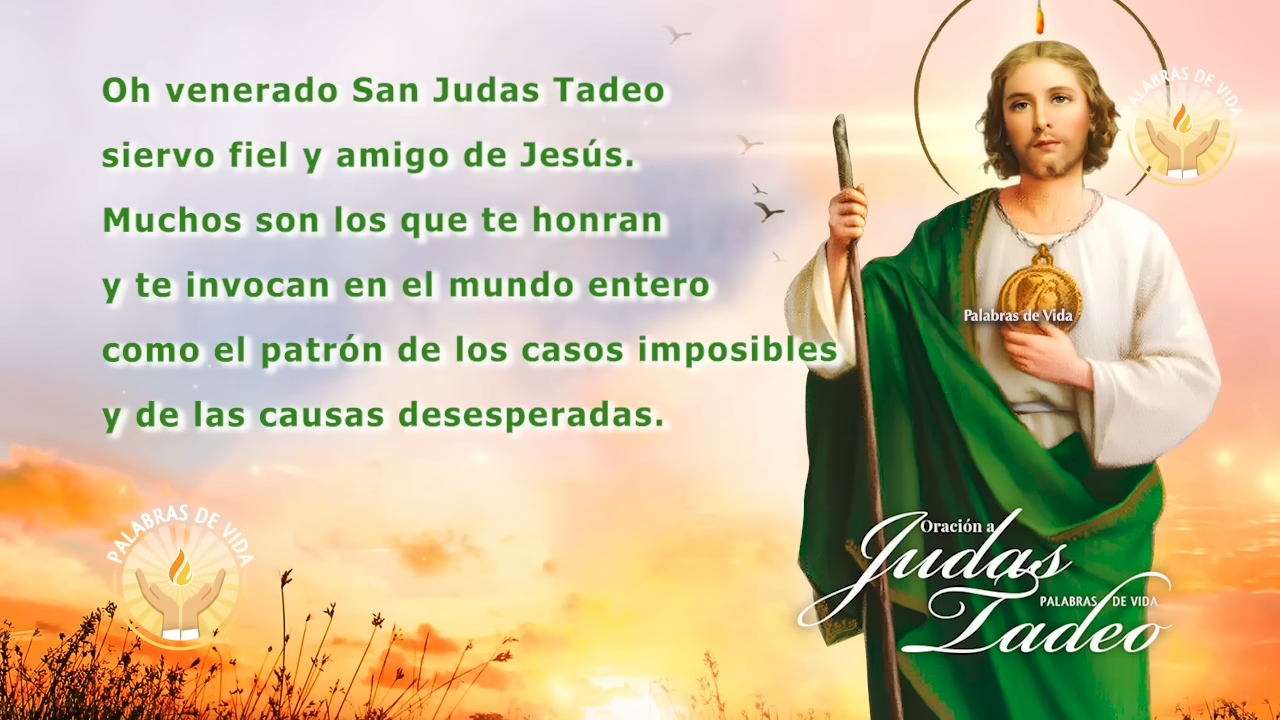 Oh venerado San Judas Tadeo
siervo fiel y amigo de Jesús.
Muchos son los que te honran
y te invocan en el mundo entero
como el patrón de los casos imposibles
y de las causas desesperadas.
PALABRAS DE VIDA
Palabras de Vida
PALABRAS DE VIDA
Oración a
Judas
PALABRAS DE VIDA
Tadeo